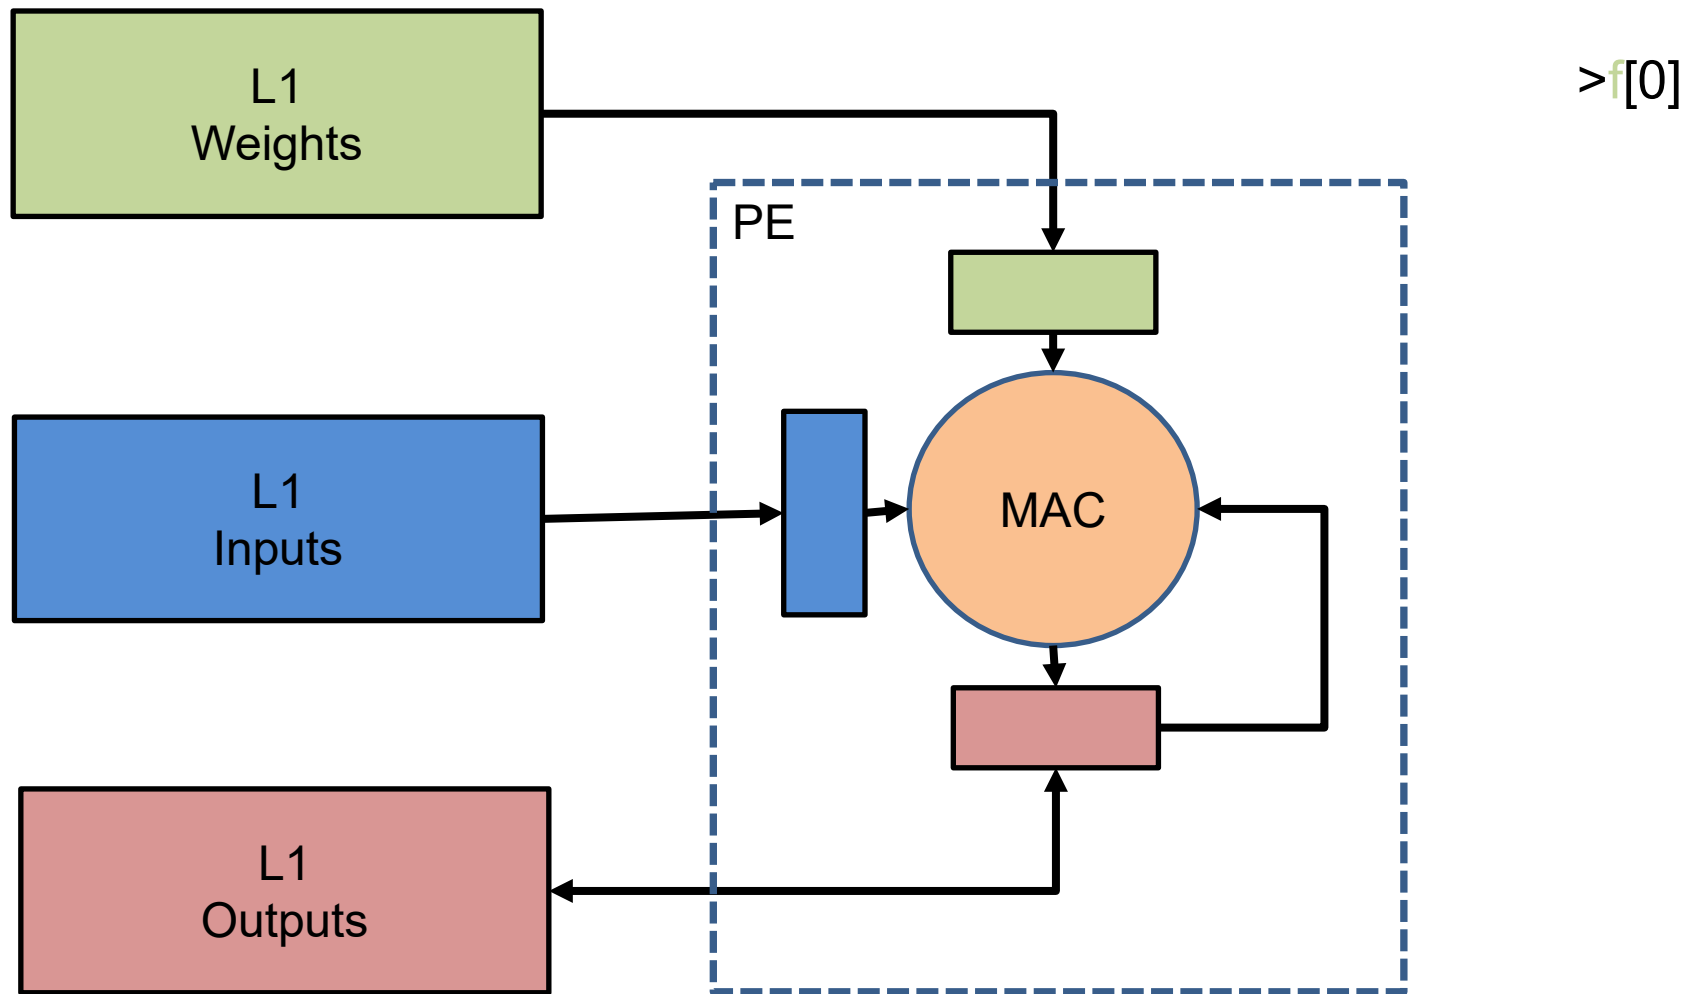 L1
Weights
>f[0]
PE
L1
Inputs
MAC
L1
Outputs